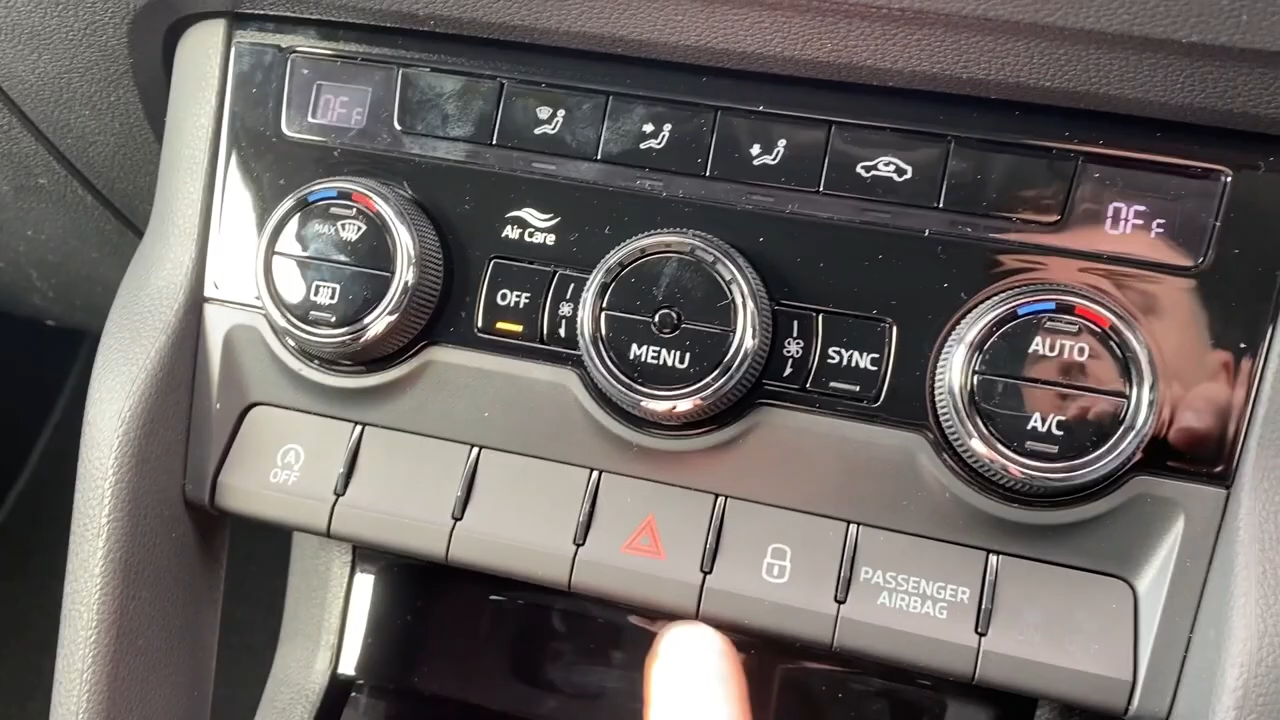 OFF
OFF
MAX
Air Care
OFF
MENU
SYNC
AUTO
A/C
A
OFF
PASSENGER
AIRBAG